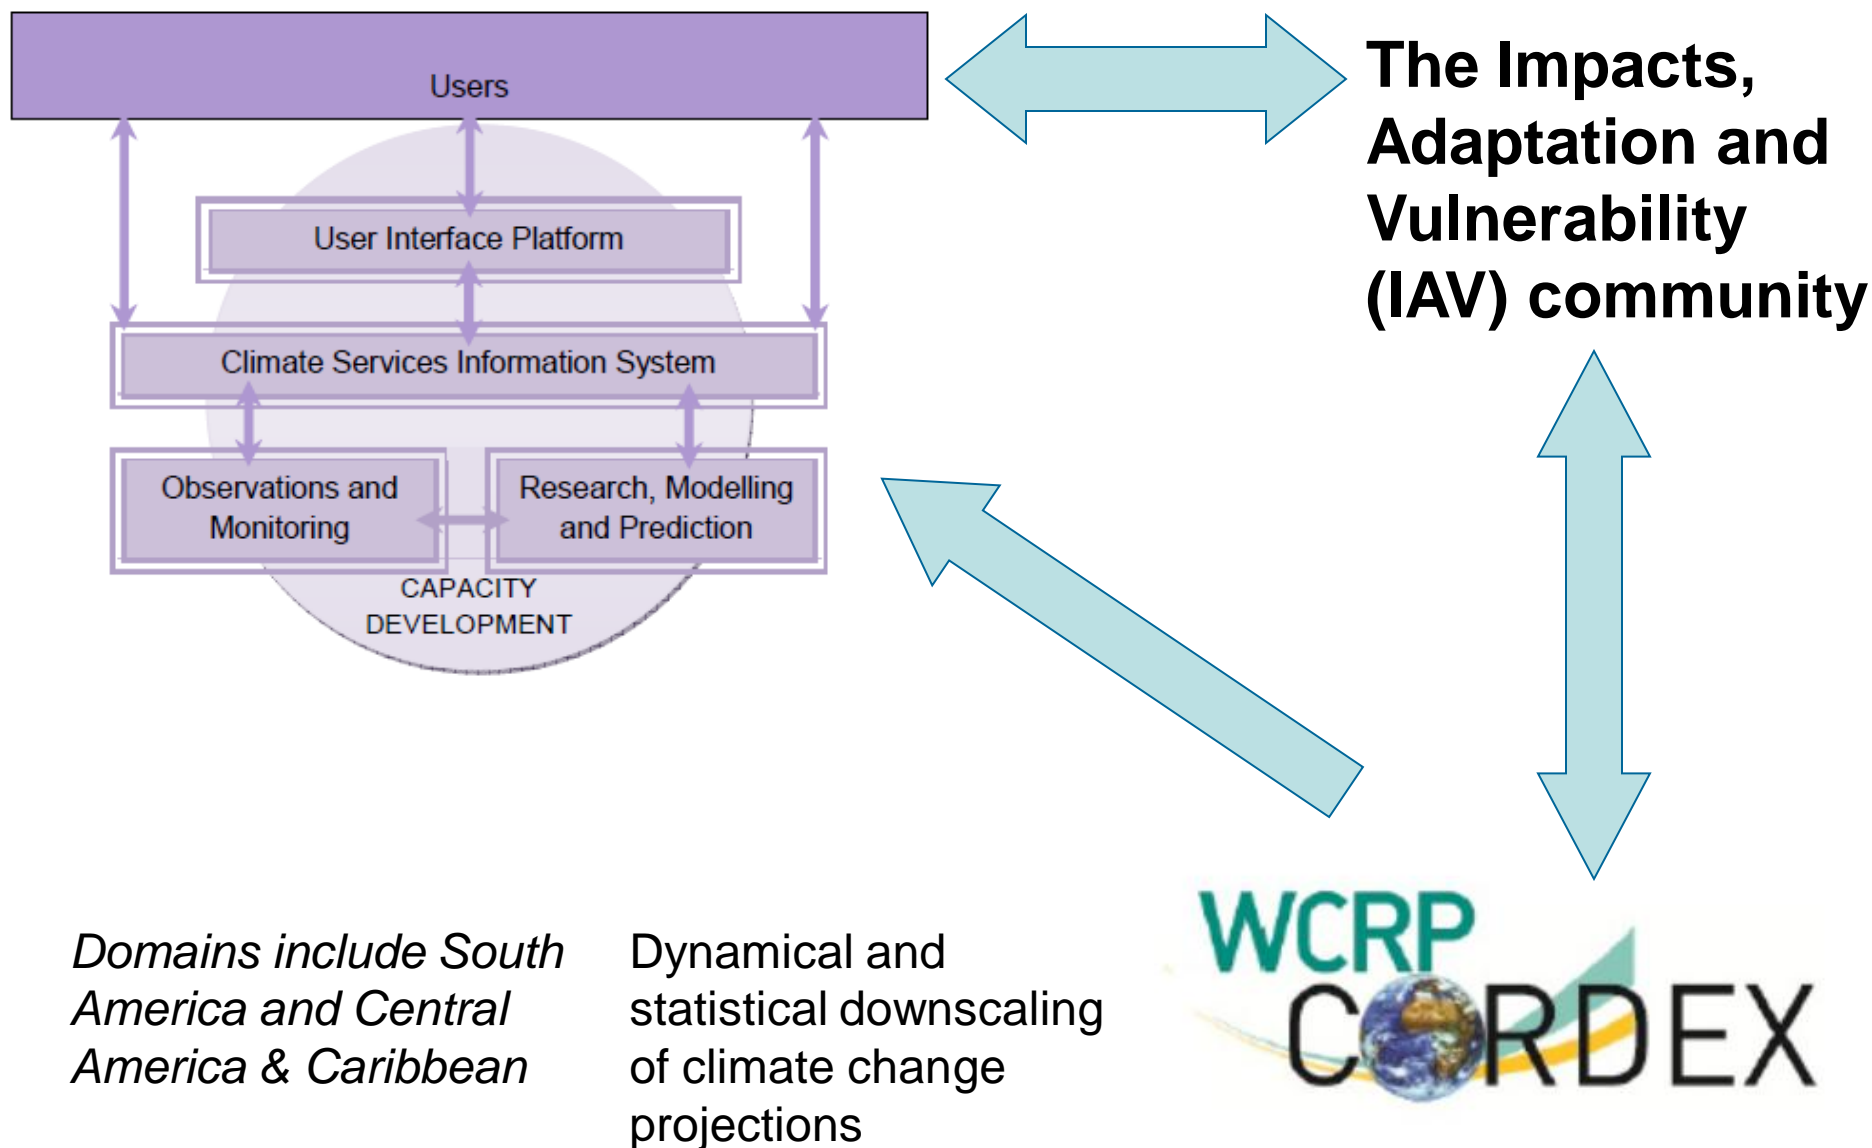 Users
User Interface Platform
Climate Services Information System
Observations and
Monitoring
Research, Modelling
and Prediction
CAPACITY
DEVELOPMENT
The Impacts,
Adaptation and
Vulnerability
(IAV) community
Domains include South
America and Central
America & Caribbean
Dynamical and
statistical downscaling
of climate change
projections
WCRP
CORDEX